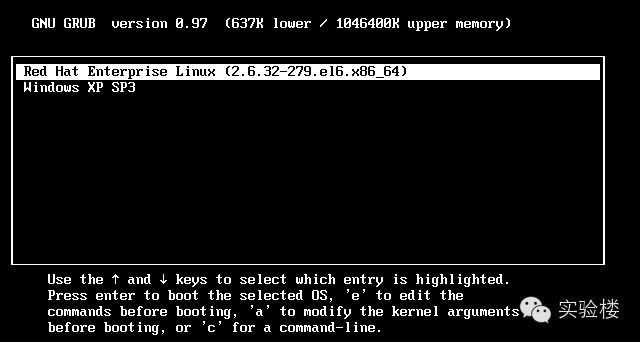 GNU GRUB  version 0.97  (637K lower / 1046400K upper memory)
Red Hat Enterprise Linux (2.6.32-279.el6.x86_64)
Windows XP SP3
Use the ↑ and ↓ keys to select which entry is highlighted.
Press enter to boot the selected OS, 'e' to edit the
commands before booting, 'a' to modify the kernel arguments
before booting, or 'c' for a command-line.
实验楼